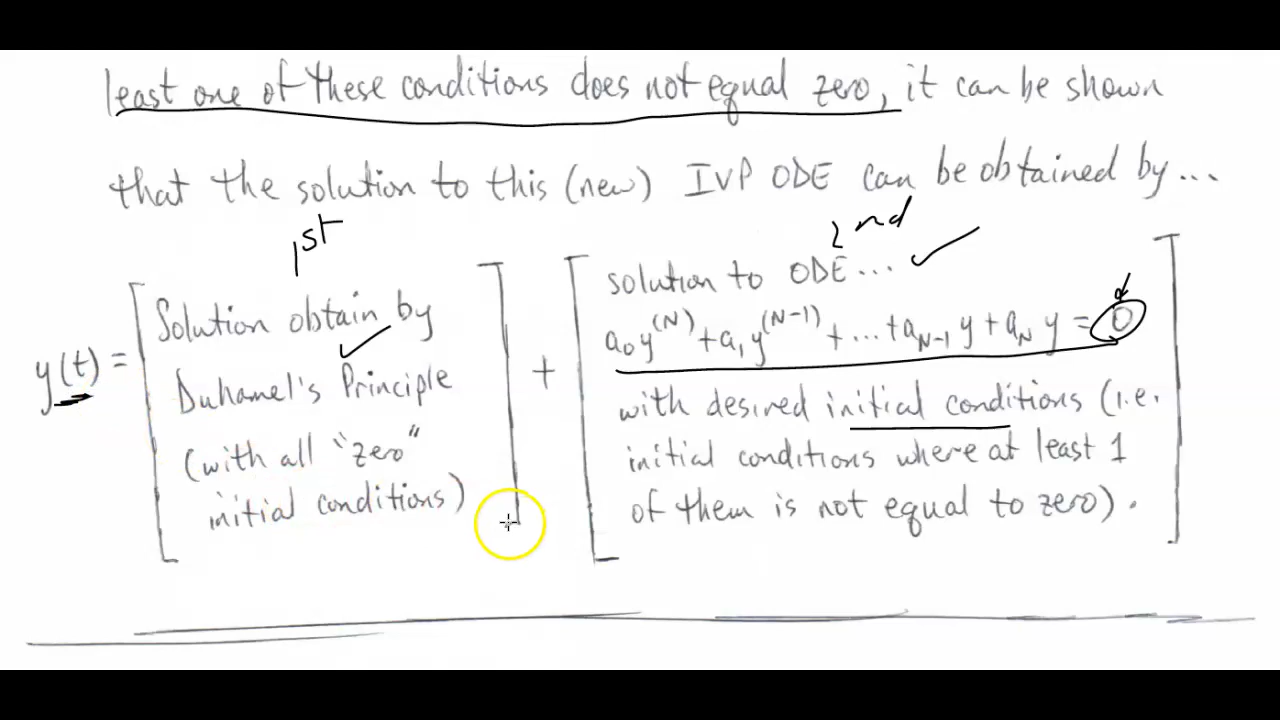 least one of these conditions does not equal zero, it can be shown
that the solution to this (new) IVP ODE can be obtained by...
1st
2nd
y(t) = [Solution obtain by
Duhamel's Principle
(with all "zero"
initial conditions)]
+
[solution to ODE...
a₀y⁽ᴺ⁾ + a₁y⁽ᴺ⁻¹⁾ + ... + a_{N-1} y + a_N y = 0
with desired initial conditions (i.e.
initial conditions where at least 1
of them is not equal to zero).]